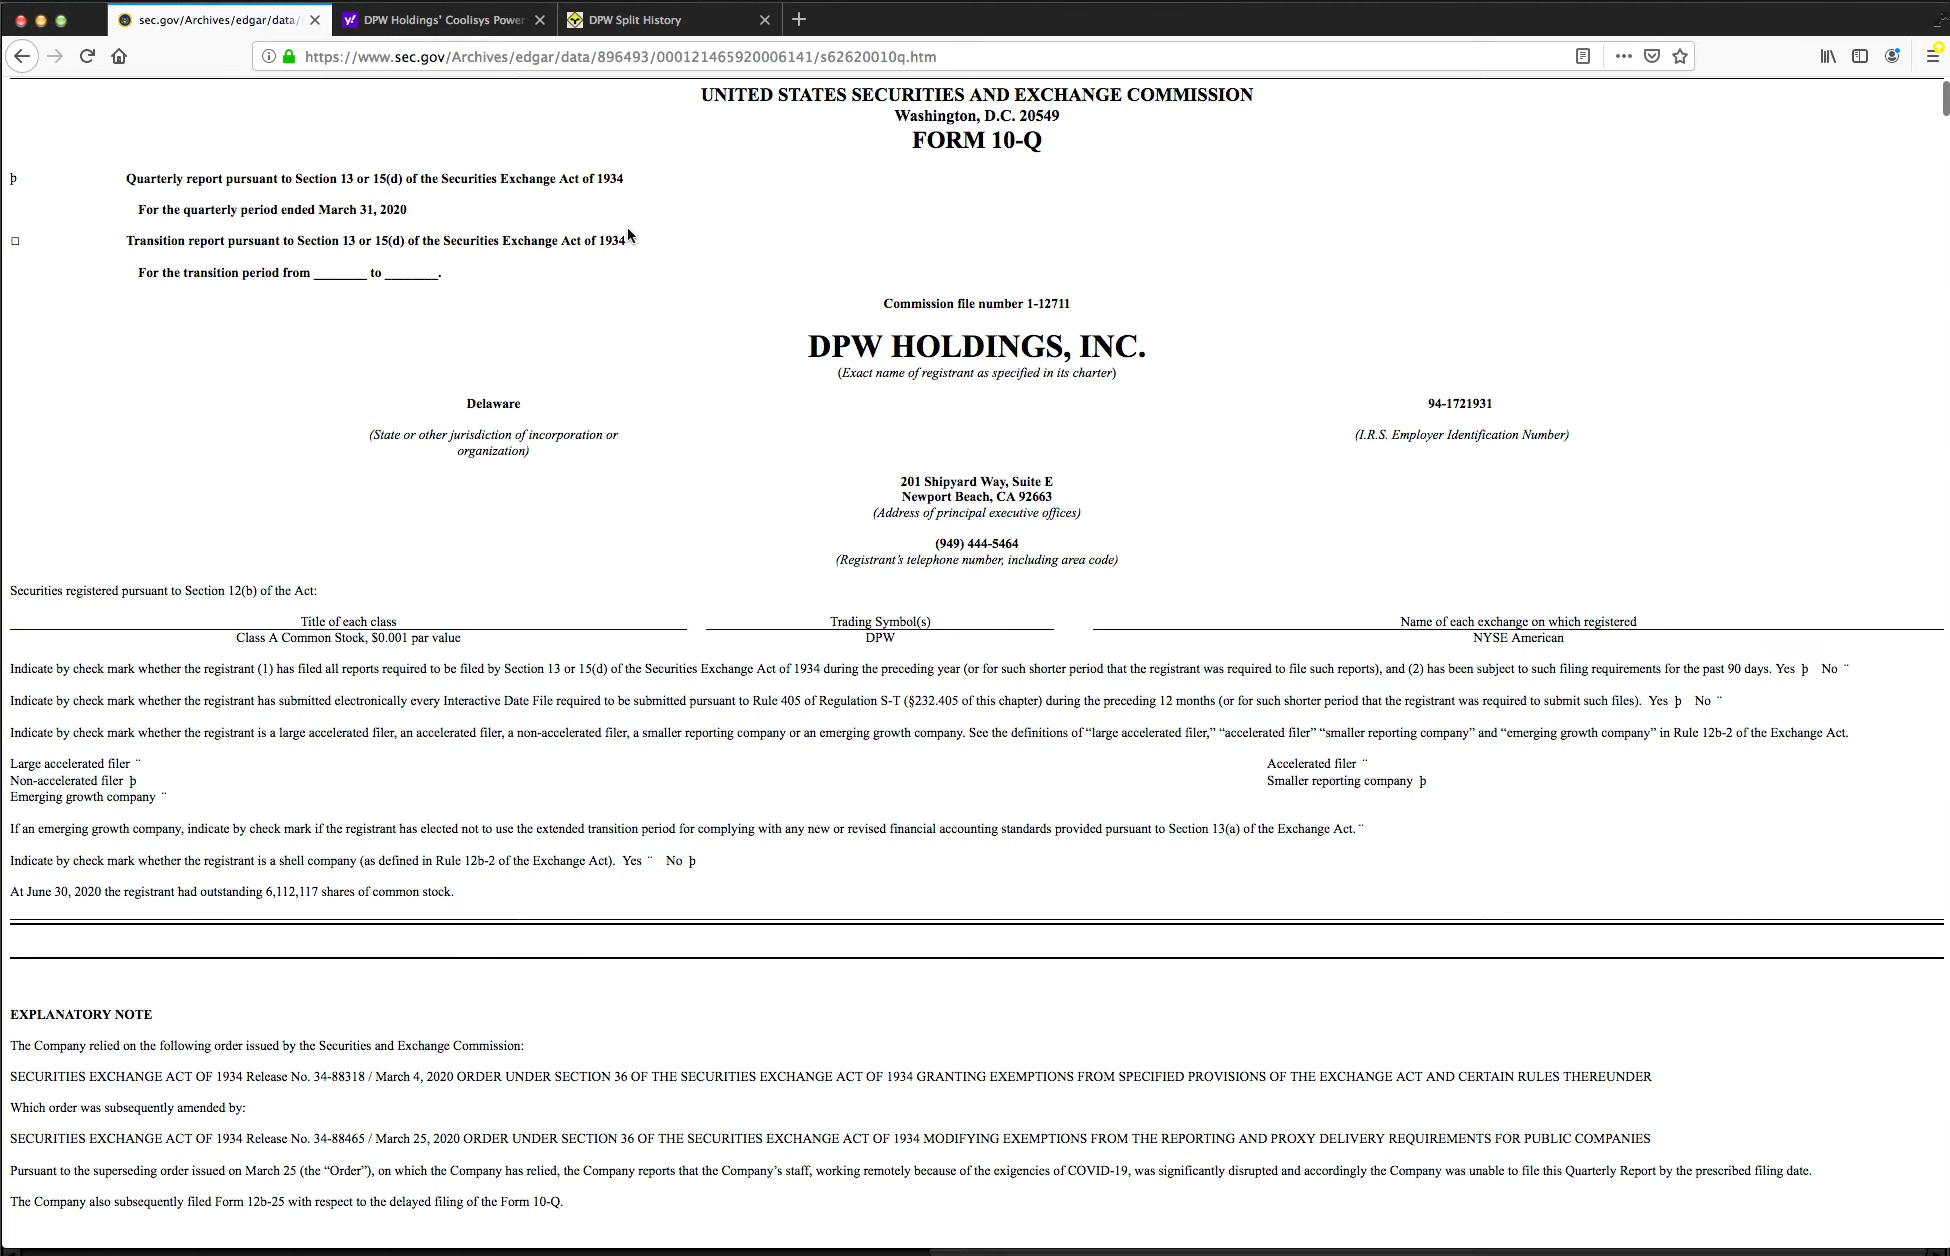 sec.gov/Archives/edgar/data/
DPW Holdings' Coolisys Power
DPW Split History
https://www.sec.gov/Archives/edgar/data/896493/000121465920006141/s62620010q.htm
UNITED STATES SECURITIES AND EXCHANGE COMMISSION
Washington, D.C. 20549
FORM 10-Q
þ Quarterly report pursuant to Section 13 or 15(d) of the Securities Exchange Act of 1934
For the quarterly period ended March 31, 2020
☐ Transition report pursuant to Section 13 or 15(d) of the Securities Exchange Act of 1934
For the transition period from ________ to ________.
Commission file number 1-12711
DPW HOLDINGS, INC.
(Exact name of registrant as specified in its charter)
Delaware 94-1721931
(State or other jurisdiction of incorporation or (I.R.S. Employer Identification Number)
organization)
201 Shipyard Way, Suite E
Newport Beach, CA 92663
(Address of principal executive offices)
(949) 444-5464
(Registrant's telephone number, including area code)
Securities registered pursuant to Section 12(b) of the Act:
Title of each class Trading Symbol(s) Name of each exchange on which registered
Class A Common Stock, $0.001 par value DPW NYSE American
Indicate by check mark whether the registrant (1) has filed all reports required to be filed by Section 13 or 15(d) of the Securities Exchange Act of 1934 during the preceding year (or for such shorter period that the registrant was required to file such reports), and (2) has been subject to such filing requirements for the past 90 days. Yes þ No ¨
Indicate by check mark whether the registrant has submitted electronically every Interactive Date File required to be submitted pursuant to Rule 405 of Regulation S-T (§232.405 of this chapter) during the preceding 12 months (or for such shorter period that the registrant was required to submit such files). Yes þ No ¨
Indicate by check mark whether the registrant is a large accelerated filer, an accelerated filer, a non-accelerated filer, a smaller reporting company or an emerging growth company. See the definitions of “large accelerated filer,” “accelerated filer” “smaller reporting company” and “emerging growth company” in Rule 12b-2 of the Exchange Act.
Large accelerated filer ¨ Accelerated filer ¨
Non-accelerated filer þ Smaller reporting company þ
Emerging growth company ¨
If an emerging growth company, indicate by check mark if the registrant has elected not to use the extended transition period for complying with any new or revised financial accounting standards provided pursuant to Section 13(a) of the Exchange Act. ¨
Indicate by check mark whether the registrant is a shell company (as defined in Rule 12b-2 of the Exchange Act). Yes ¨ No þ
At June 30, 2020 the registrant had outstanding 6,112,117 shares of common stock.
EXPLANATORY NOTE
The Company relied on the following order issued by the Securities and Exchange Commission:
SECURITIES EXCHANGE ACT OF 1934 Release No. 34-88318 / March 4, 2020 ORDER UNDER SECTION 36 OF THE SECURITIES EXCHANGE ACT OF 1934 GRANTING EXEMPTIONS FROM SPECIFIED PROVISIONS OF THE EXCHANGE ACT AND CERTAIN RULES THEREUNDER
Which order was subsequently amended by:
SECURITIES EXCHANGE ACT OF 1934 Release No. 34-88465 / March 25, 2020 ORDER UNDER SECTION 36 OF THE SECURITIES EXCHANGE ACT OF 1934 MODIFYING EXEMPTIONS FROM THE REPORTING AND PROXY DELIVERY REQUIREMENTS FOR PUBLIC COMPANIES
Pursuant to the superseding order issued on March 25 (the “Order”), on which the Company has relied, the Company reports that the Company’s staff, working remotely because of the exigencies of COVID-19, was significantly disrupted and accordingly the Company was unable to file this Quarterly Report by the prescribed filing date.
The Company also subsequently filed Form 12b-25 with respect to the delayed filing of the Form 10-Q.